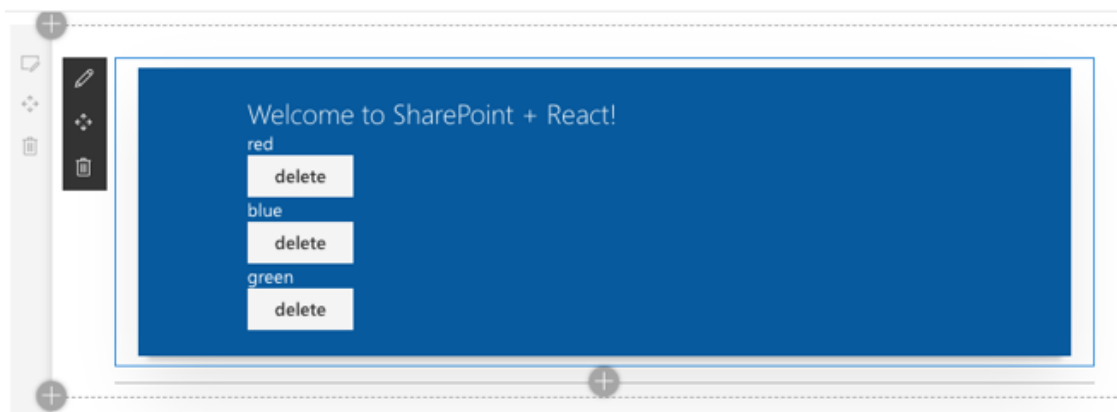 Welcome to SharePoint + React!
red
delete
blue
delete
green
delete